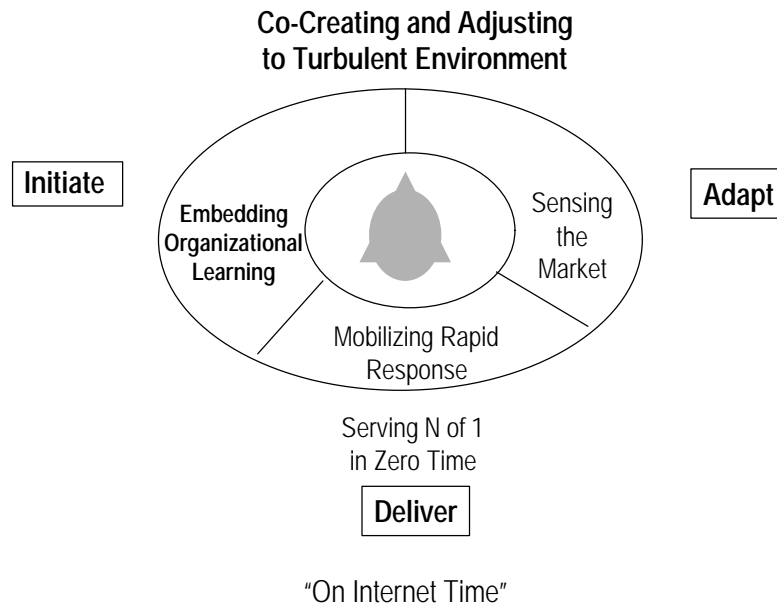 Co-Creating and Adjusting
to Turbulent Environment
Initiate
Adapt
Embedding
Organizational
Learning
Sensing
the
Market
Mobilizing Rapid
Response
Serving N of 1
in Zero Time
Deliver
“On Internet Time”